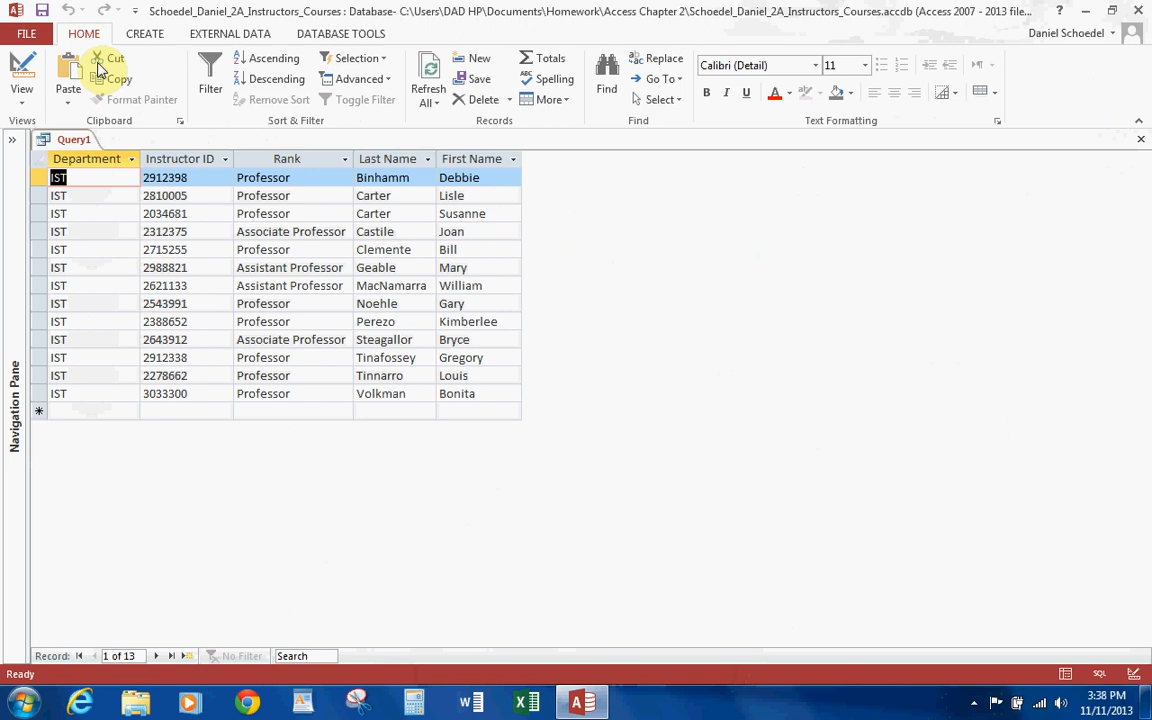 Schoedel_Daniel_2A_Instructors_Courses : Database- C:\Users\DAD HP\Documents\Homework\Access Chapter 2\Schoedel_Daniel_2A_Instructors_Courses.accdb (Access 2007 - 2013 file...
FILE HOME CREATE EXTERNAL DATA DATABASE TOOLS Daniel Schoedel
View Paste Cut Copy Format Painter Filter Ascending Descending Remove Sort Selection Advanced Toggle Filter Refresh All New Save Delete Totals Spelling More Find Replace Go To Select Calibri (Detail) 11 B I U A
Views Clipboard Sort & Filter Records Find Text Formatting
Query1
Department Instructor ID Rank Last Name First Name
IST 2912398 Professor Binhamm Debbie
IST 2810005 Professor Carter Lisle
IST 2034681 Professor Carter Susanne
IST 2312375 Associate Professor Castile Joan
IST 2715255 Professor Clemente Bill
IST 2988821 Assistant Professor Geable Mary
IST 2621133 Assistant Professor MacNamarra William
IST 2543991 Professor Noehle Gary
IST 2388652 Professor Perezo Kimberlee
IST 2643912 Associate Professor Steagallor Bryce
IST 2912338 Professor Tinafossey Gregory
IST 2278662 Professor Tinnarro Louis
IST 3033300 Professor Volkman Bonita
Navigation Pane
Record: 1 of 13 No Filter Search
Ready SQL
3:38 PM
11/11/2013